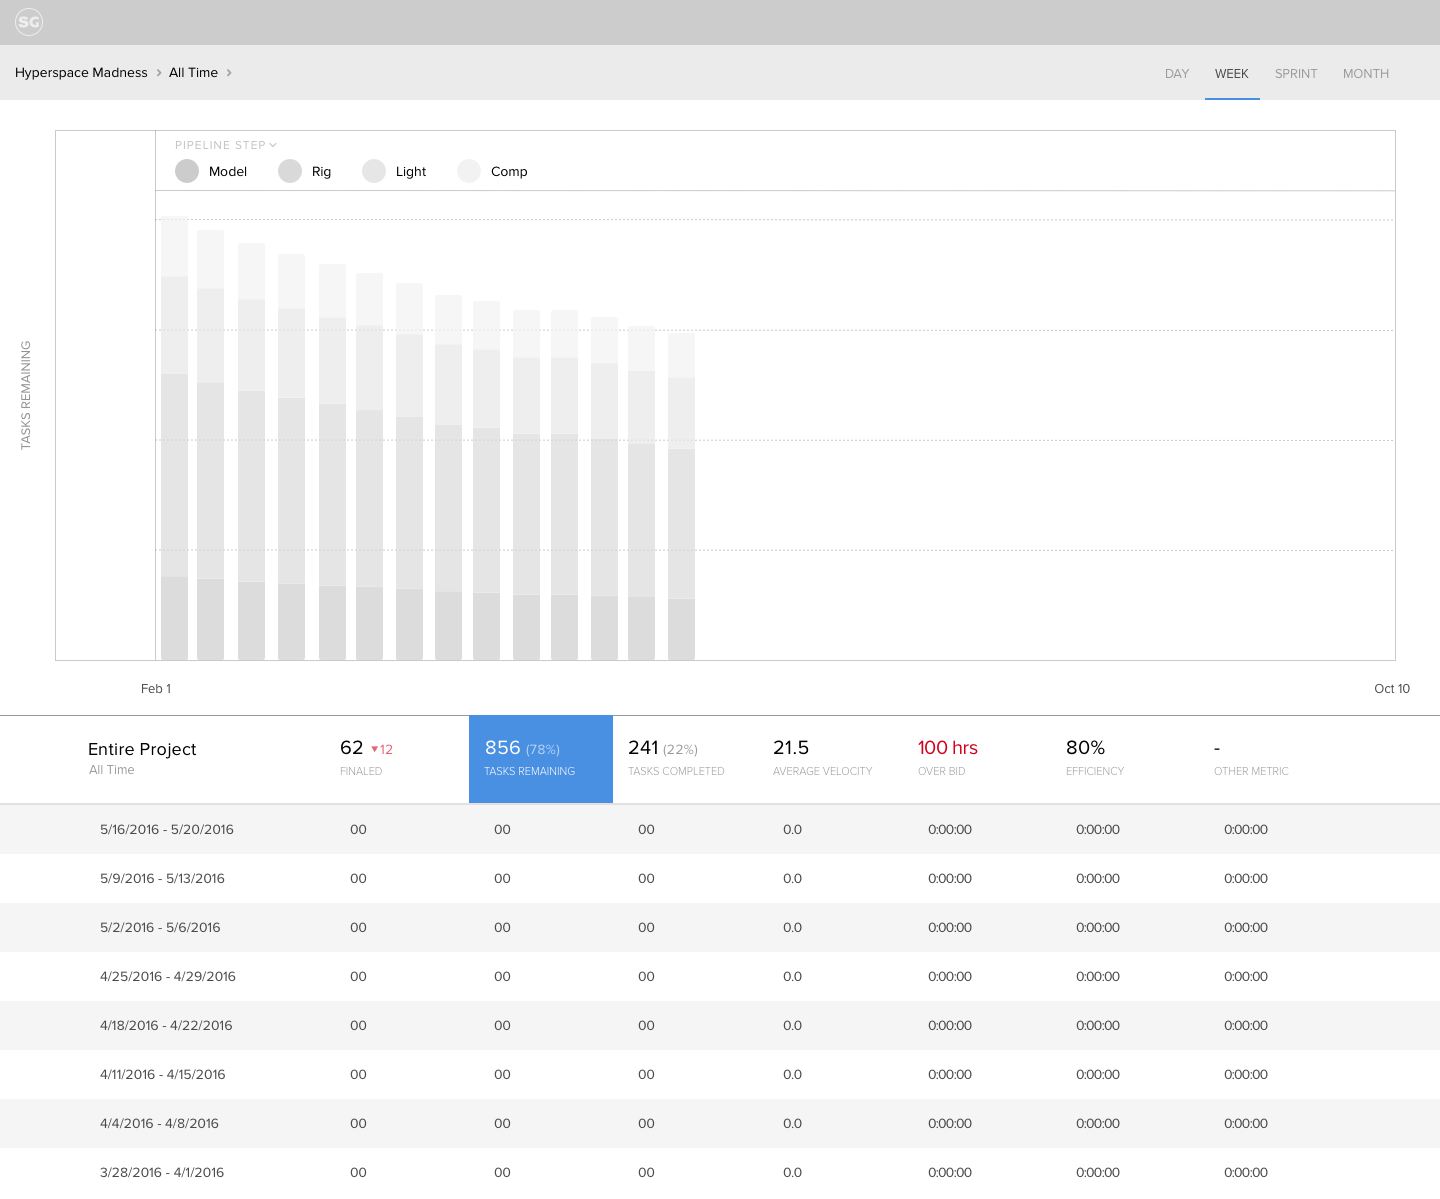 SG
Hyperspace Madness > All Time >
DAY WEEK SPRINT MONTH
PIPELINE STEP
Model Rig Light Comp
TASKS REMAINING
Feb 1 Oct 10
Entire Project
All Time
62 ▼12
FINALED
856 (78%)
TASKS REMAINING
241 (22%)
TASKS COMPLETED
21.5
AVERAGE VELOCITY
100 hrs
OVER BID
80%
EFFICIENCY
-
OTHER METRIC
5/16/2016 - 5/20/2016 00 00 00 0.0 0:00:00 0:00:00 0:00:00
5/9/2016 - 5/13/2016 00 00 00 0.0 0:00:00 0:00:00 0:00:00
5/2/2016 - 5/6/2016 00 00 00 0.0 0:00:00 0:00:00 0:00:00
4/25/2016 - 4/29/2016 00 00 00 0.0 0:00:00 0:00:00 0:00:00
4/18/2016 - 4/22/2016 00 00 00 0.0 0:00:00 0:00:00 0:00:00
4/11/2016 - 4/15/2016 00 00 00 0.0 0:00:00 0:00:00 0:00:00
4/4/2016 - 4/8/2016 00 00 00 0.0 0:00:00 0:00:00 0:00:00
3/28/2016 - 4/1/2016 00 00 00 0.0 0:00:00 0:00:00 0:00:00